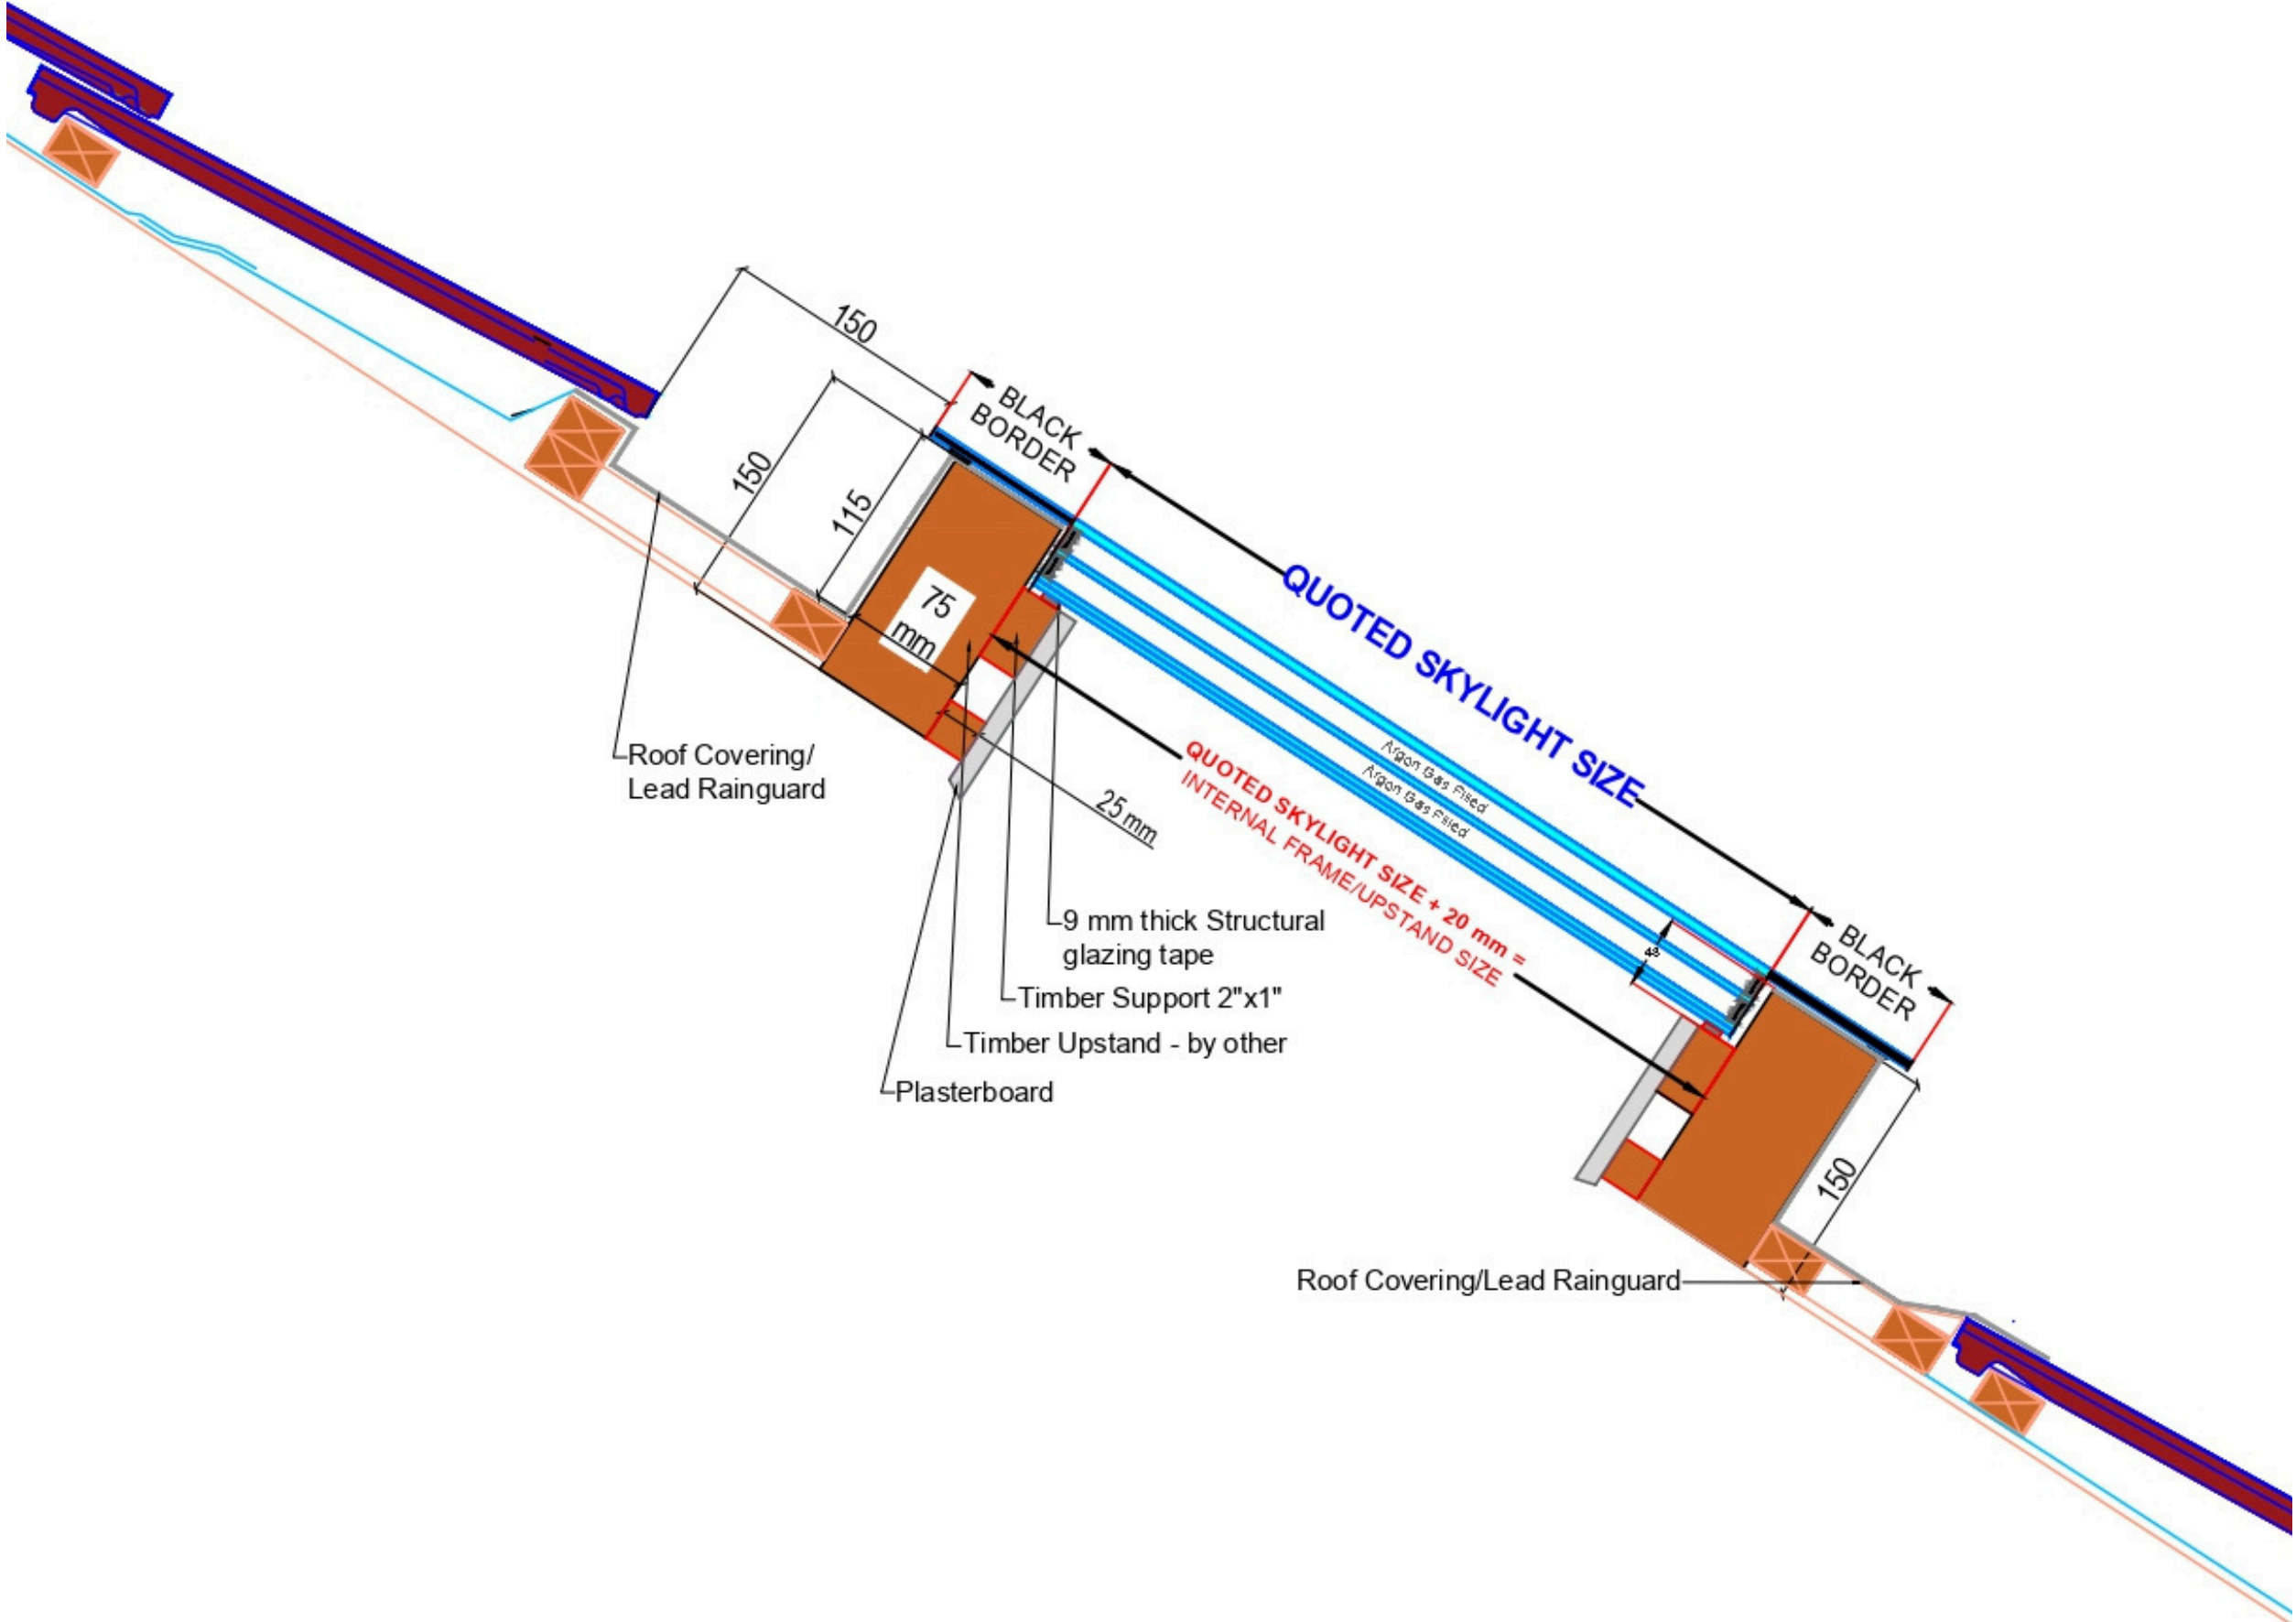 150
BLACK
BORDER
150
115
75
mm
QUOTED SKYLIGHT SIZE
Argon Gas Filled
Argon Gas Filled
QUOTED SKYLIGHT SIZE + 20 mm =
INTERNAL FRAME/UPSTAND SIZE
Roof Covering/
Lead Rainguard
25 mm
9 mm thick Structural
glazing tape
Timber Support 2"x1"
Timber Upstand - by other
Plasterboard
BLACK
BORDER
150
Roof Covering/Lead Rainguard